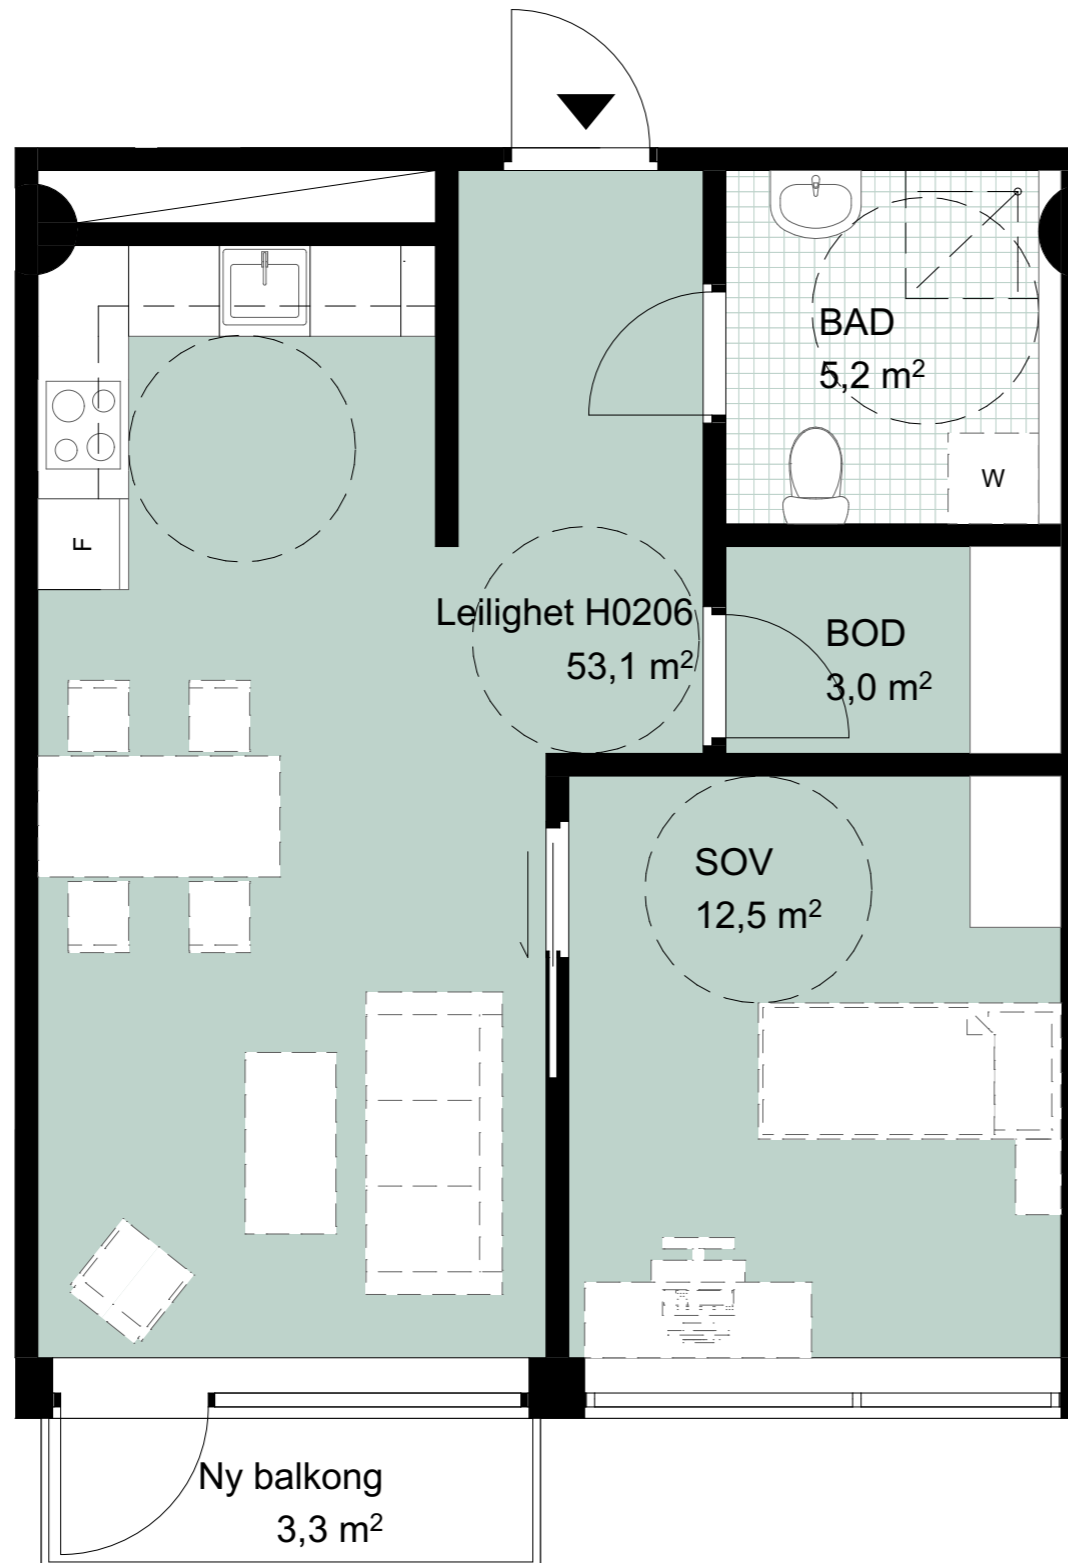 BAD
5,2 m²
W
F
Leilighet H0206
53,1 m²
BOD
3,0 m²
SOV
12,5 m²
Ny balkong
3,3 m²